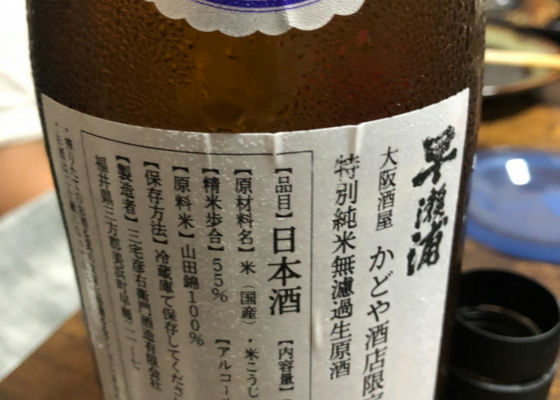 早瀬浦
大阪酒屋 かどや酒店限定
特別純米無濾過生原酒
【品目】日本酒 【内容量】
【原材料名】米（国産）・米こうじ
【精米歩合】55% 【アルコール
【原料米】山田錦100%
【保存方法】冷蔵庫で保存してくださ
【製造者】三宅彦右衛門酒造有限会社
福井県三方郡美浜町早瀬